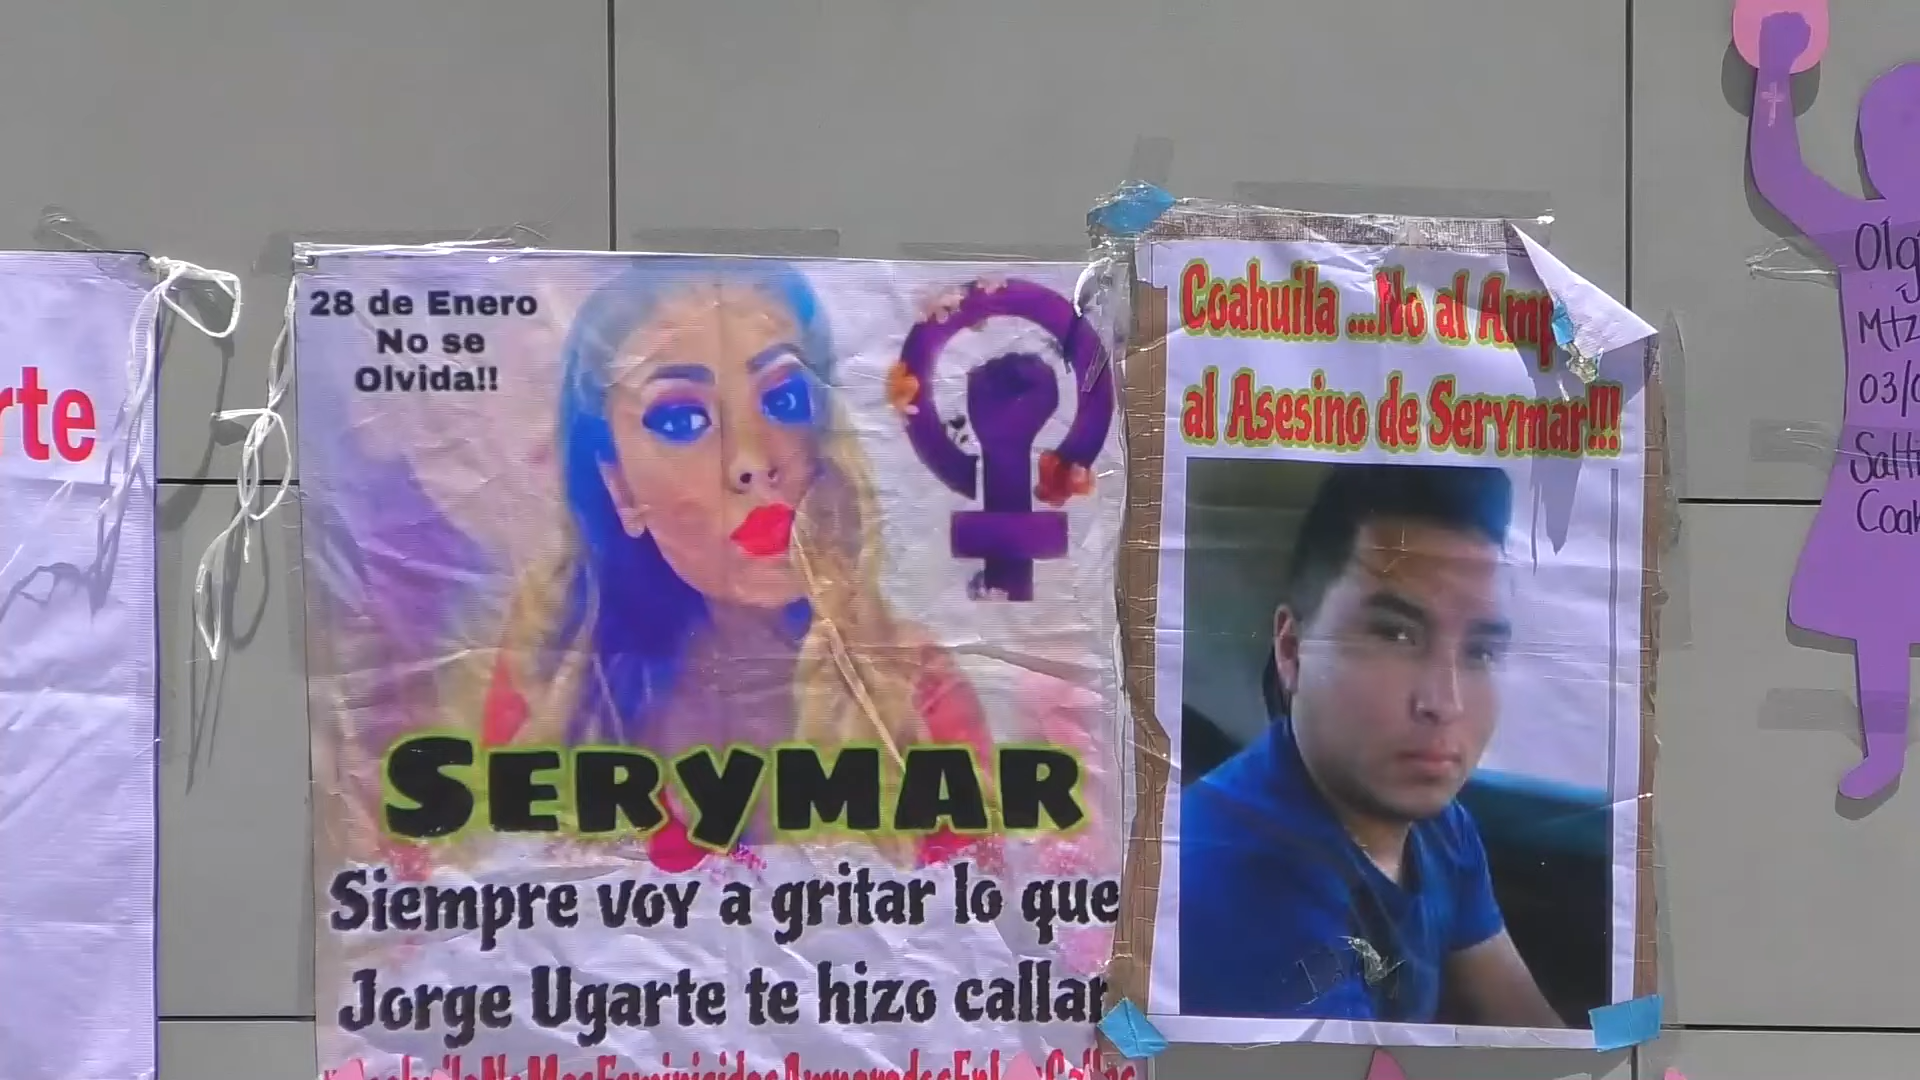 rte
28 de Enero
No se
Olvida!!
SERYMAR
Siempre voy a gritar lo que
Jorge Ugarte te hizo callar
Coahuila ...No al Amp
al Asesino de Serymar!!!
Olg
Mtz
03/0
Salti
Coah